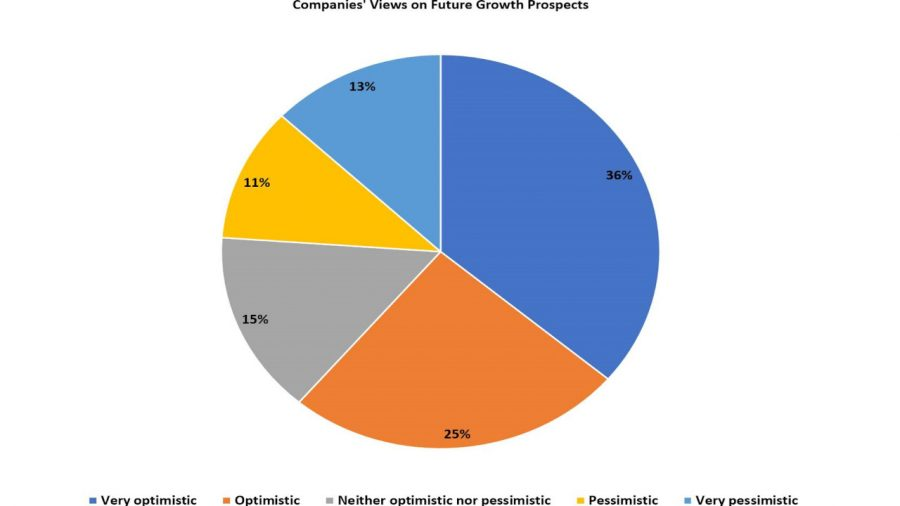 Companies' Views on Future Growth Prospects
13%
36%
11%
15%
25%
Very optimistic Optimistic Neither optimistic nor pessimistic Pessimistic Very pessimistic